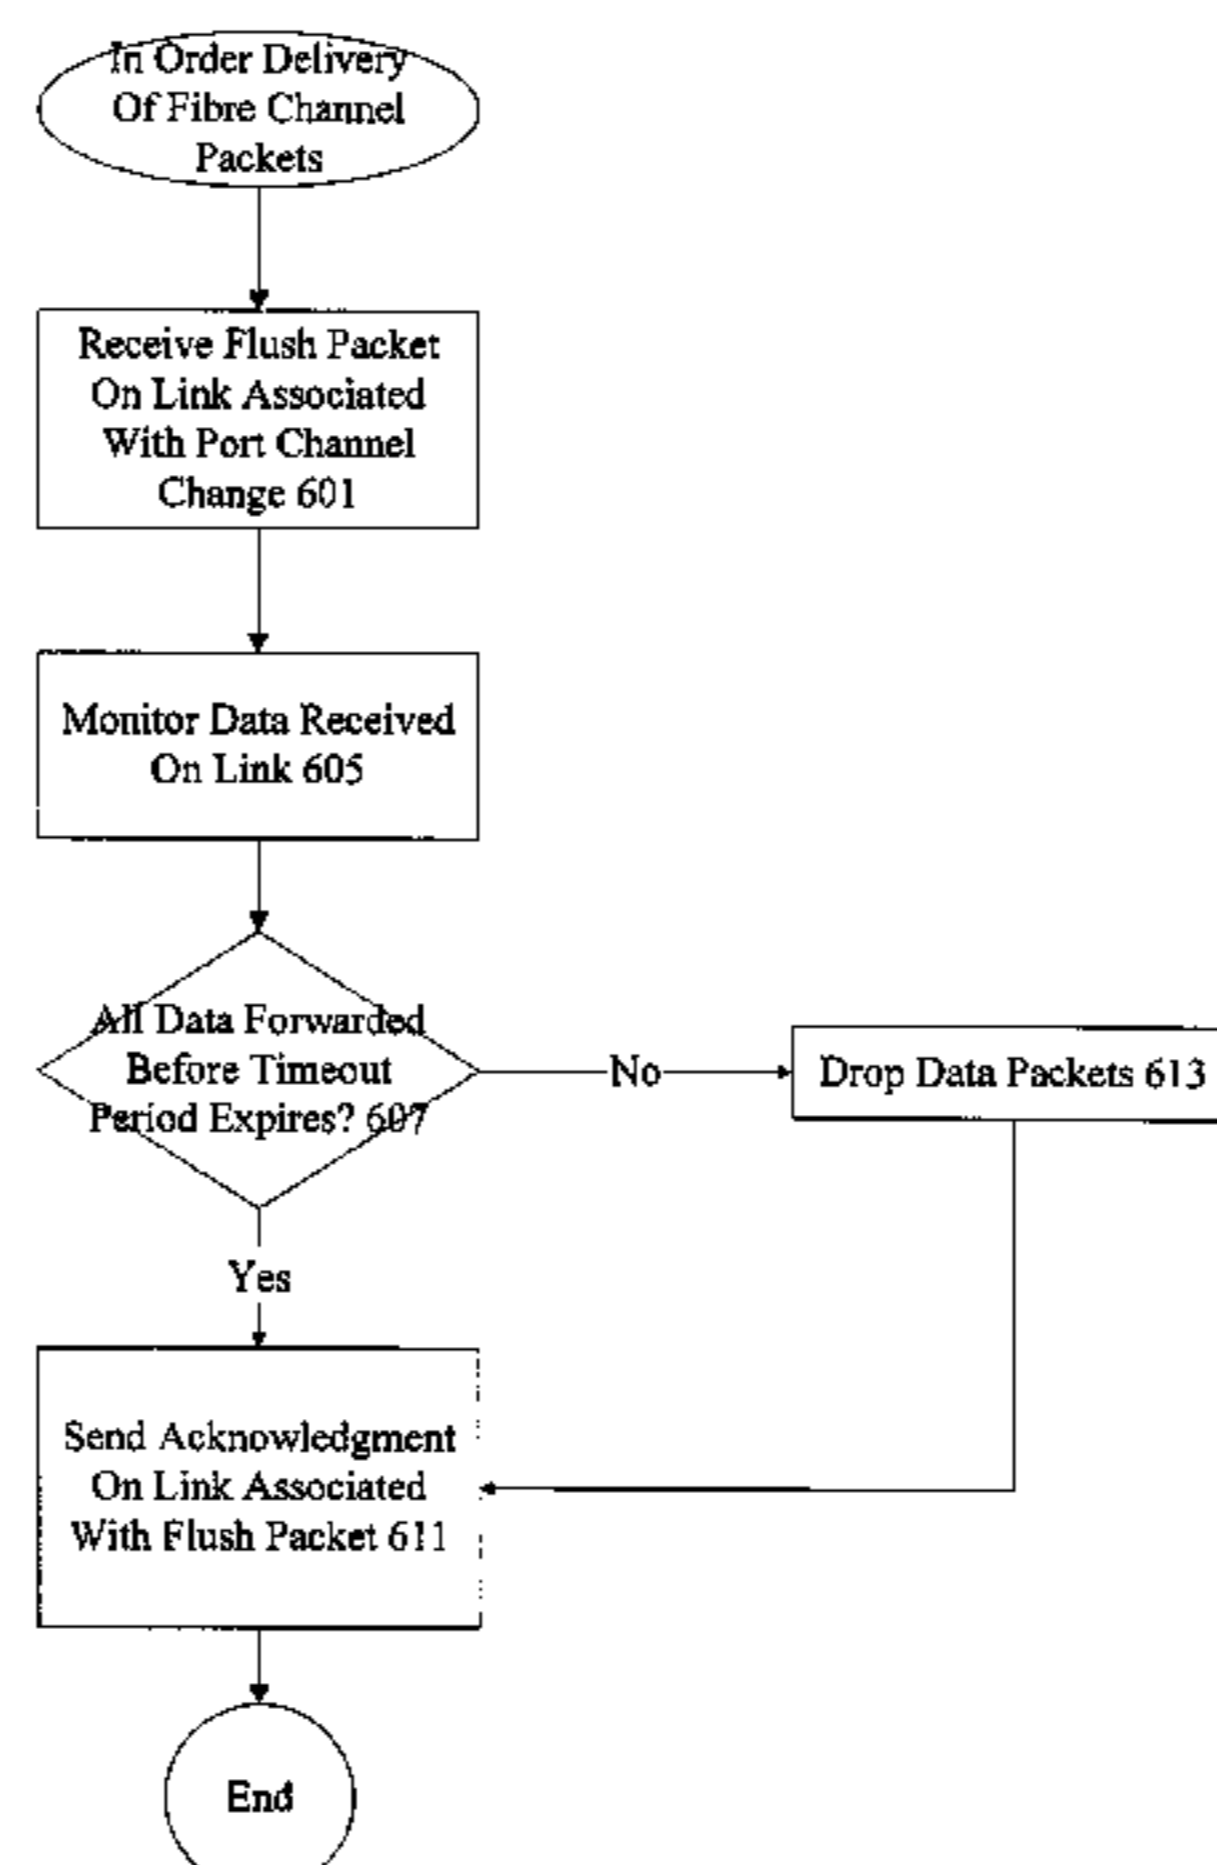 In Order Delivery
Of Fibre Channel
Packets
Receive Flush Packet
On Link Associated
With Port Channel
Change 601
Monitor Data Received
On Link 605
All Data Forwarded
Before Timeout
Period Expires? 607
No
Drop Data Packets 613
Yes
Send Acknowledgment
On Link Associated
With Flush Packet 611
End